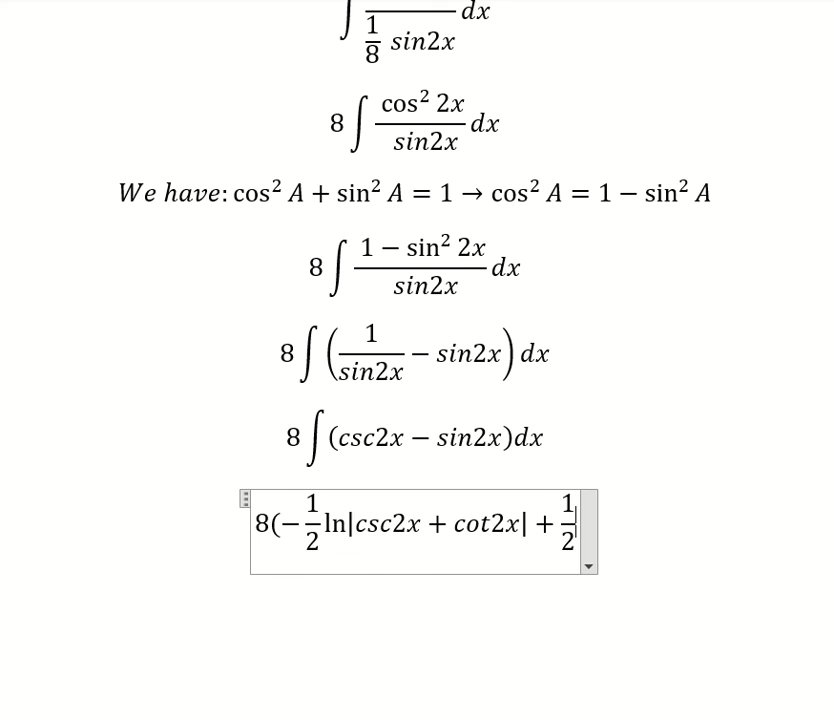 ∫ 1/8 sin2x dx
8 ∫ cos² 2x / sin2x dx
We have: cos² A + sin² A = 1 → cos² A = 1 − sin² A
8 ∫ 1 − sin² 2x / sin2x dx
8 ∫ (1 / sin2x − sin2x) dx
8 ∫ (csc2x − sin2x)dx
8(−1/2 ln|csc2x + cot2x| + 1/2